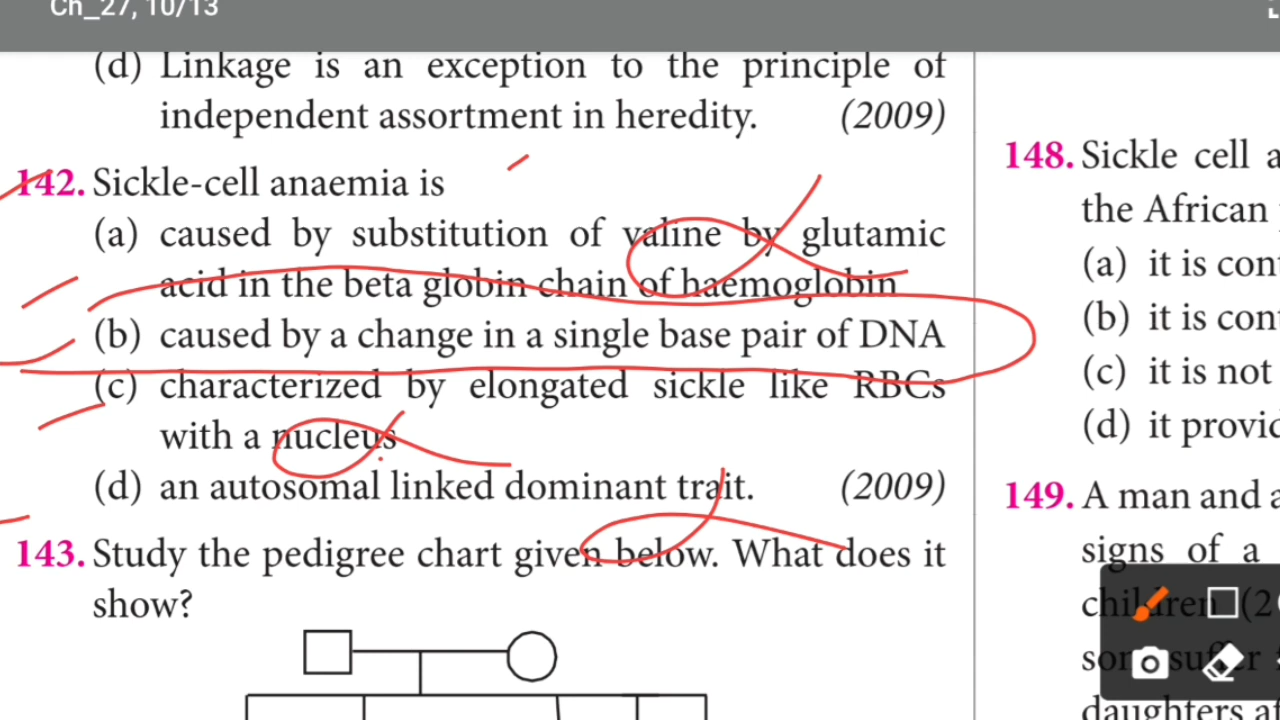 Ch_27, 10/13
(d) Linkage is an exception to the principle of
independent assortment in heredity. (2009)
142. Sickle-cell anaemia is
(a) caused by substitution of valine by glutamic
acid in the beta globin chain of haemoglobin
(b) caused by a change in a single base pair of DNA
(c) characterized by elongated sickle like RBCs
with a nucleus
(d) an autosomal linked dominant trait. (2009)
143. Study the pedigree chart given below. What does it
show?
148. Sickle cell a
the African
(a) it is con
(b) it is con
(c) it is not
(d) it provid
149. A man and a
signs of a
children (2
son suffer
daughters af